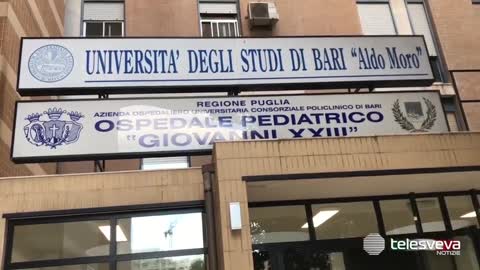 UNIVERSITA' DEGLI STUDI DI BARI "Aldo Moro"
REGIONE PUGLIA
AZIENDA OSPEDALIERO UNIVERSITARIA CONSORZIALE POLICLINICO DI BARI
OSPEDALE PEDIATRICO
"GIOVANNI XXIII"
telesveva
NOTIZIE